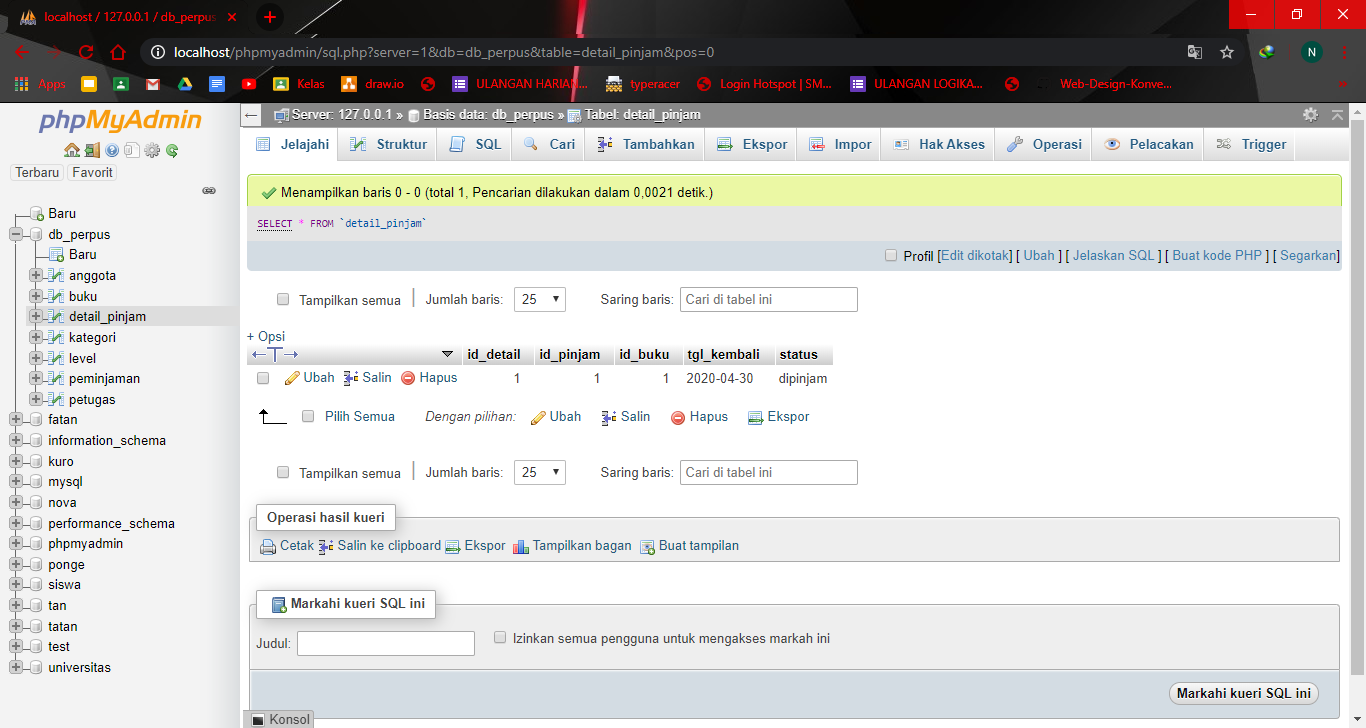 localhost / 127.0.0.1 / db_perpus
localhost/phpmyadmin/sql.php?server=1&db=db_perpus&table=detail_pinjam&pos=0
N
Apps Kelas draw.io ULANGAN HARIAN... typeracer Login Hotspot | SM... ULANGAN LOGIKA... Web-Design-Konve...
phpMyAdmin
Terbaru Favorit
Baru
db_perpus
Baru
anggota
buku
detail_pinjam
kategori
level
peminjaman
petugas
fatan
information_schema
kuro
mysql
nova
performance_schema
phpmyadmin
ponge
siswa
tan
tatan
test
universitas
Server: 127.0.0.1 » Basis data: db_perpus » Tabel: detail_pinjam
Jelajahi Struktur SQL Cari Tambahkan Ekspor Impor Hak Akses Operasi Pelacakan Trigger
Menampilkan baris 0 - 0 (total 1, Pencarian dilakukan dalam 0,0021 detik.)
SELECT * FROM `detail_pinjam`
Profil [Edit dikotak] [ Ubah ] [ Jelaskan SQL ] [ Buat kode PHP ] [ Segarkan]
Tampilkan semua | Jumlah baris: 25 Saring baris: Cari di tabel ini
+ Opsi
←T→ id_detail id_pinjam id_buku tgl_kembali status
Ubah Salin Hapus 1 1 1 2020-04-30 dipinjam
Pilih Semua Dengan pilihan: Ubah Salin Hapus Ekspor
Tampilkan semua | Jumlah baris: 25 Saring baris: Cari di tabel ini
Operasi hasil kueri
Cetak Salin ke clipboard Ekspor Tampilkan bagan Buat tampilan
Markahi kueri SQL ini
Judul: Izinkan semua pengguna untuk mengakses markah ini
Markahi kueri SQL ini
Konsol